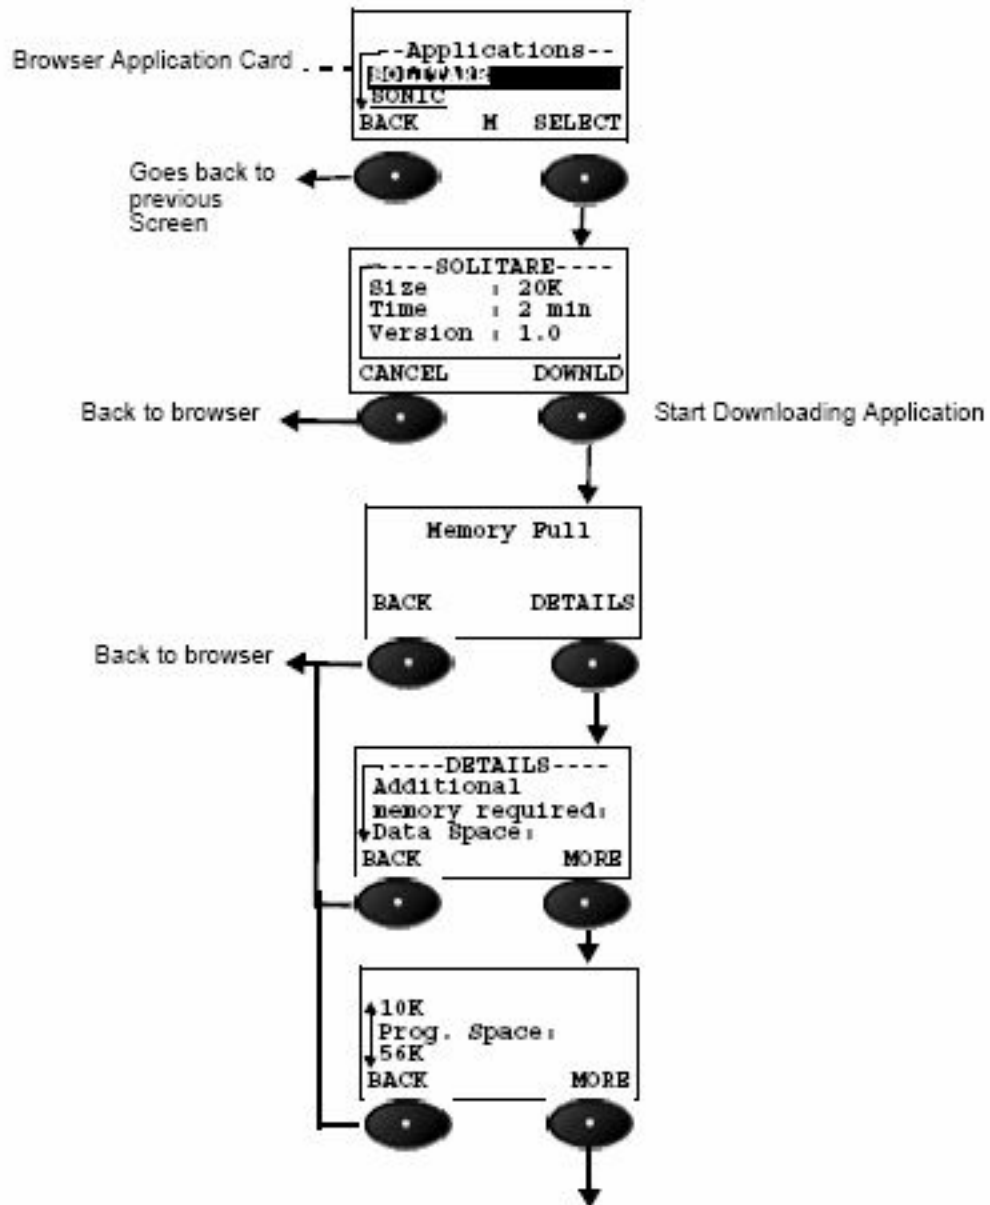 --Applications--
Browser Application Card
SONIC
BACK M SELECT
Goes back to
previous
Screen
----SOLITARE----
Size : 20K
Time : 2 min
Version : 1.0
CANCEL DOWNLD
Back to browser
Start Downloading Application
Memory Full
BACK DETAILS
Back to browser
----DETAILS----
Additional
memory required:
Data Space:
BACK MORE
10K
Prog. Space:
56K
BACK MORE